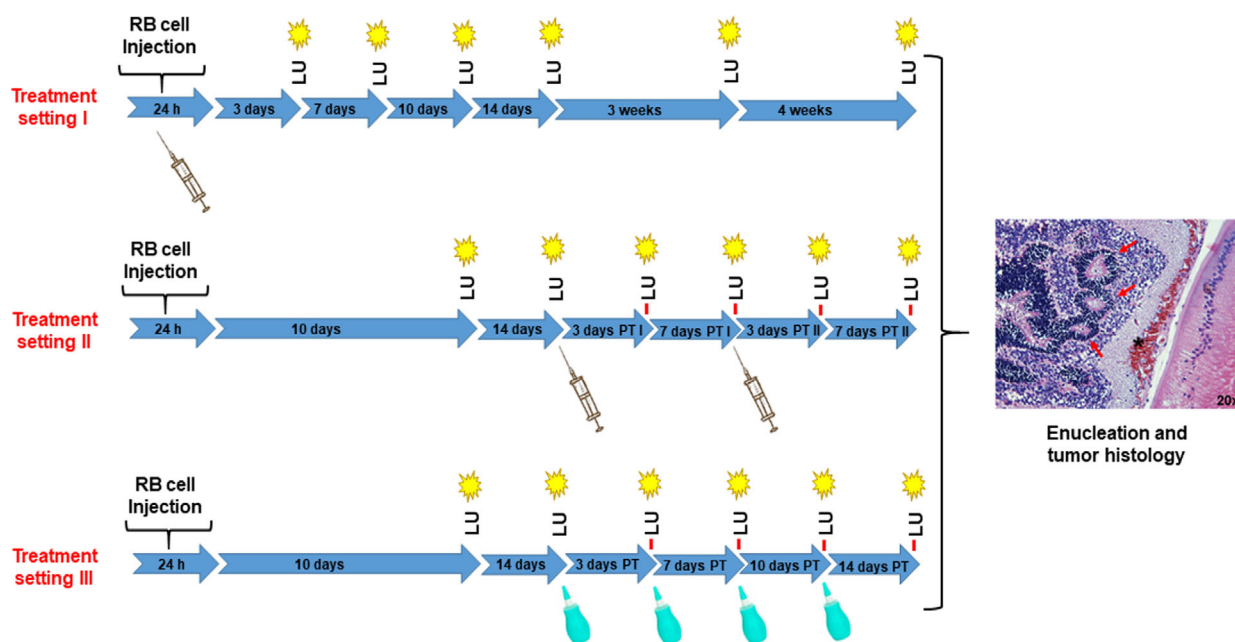 RB cell
Injection
LU
LU
LU
LU
LU
LU
Treatment
setting I
24 h
3 days
7 days
10 days
14 days
3 weeks
4 weeks
RB cell
Injection
LU
LU
LU
LU
LU
LU
Treatment
setting II
24 h
10 days
14 days
3 days PT I
7 days PT I
3 days PT II
7 days PT II
*
20x
Enucleation and
tumor histology
RB cell
Injection
LU
LU
LU
LU
LU
LU
Treatment
setting III
24 h
10 days
14 days
3 days PT
7 days PT
10 days PT
14 days PT